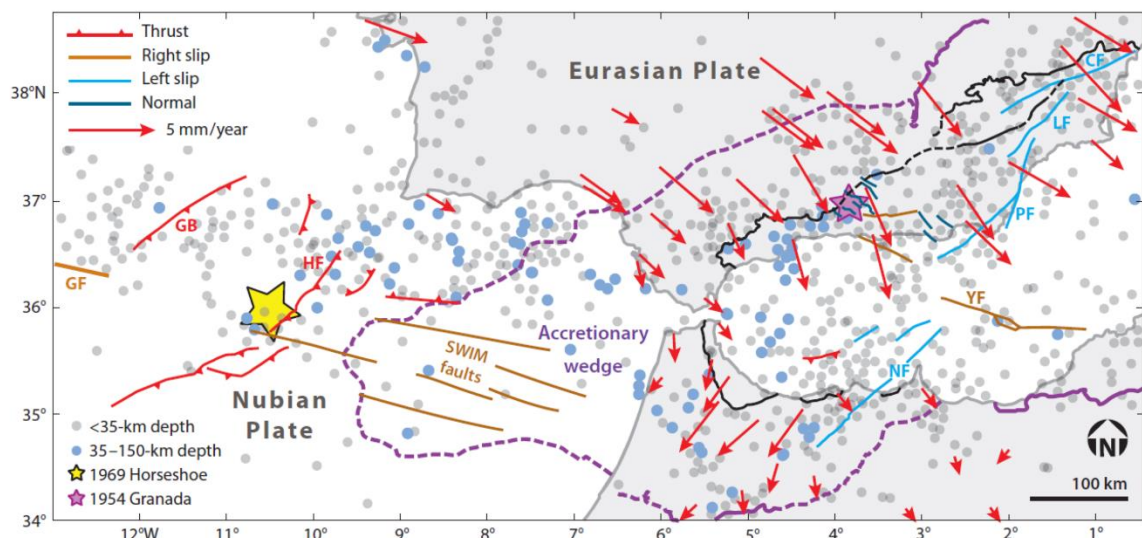 Thrust
Right slip
Left slip
Normal
5 mm/year
Eurasian Plate
CF
LF
38°N
37°
36°
35°
34°
GB
HF
GF
PF
YF
NF
SWIM
faults
Accretionary
wedge
Nubian
Plate
<35-km depth
35–150-km depth
1969 Horseshoe
1954 Granada
N
100 km
12°W
11°
10°
9°
8°
7°
6°
5°
4°
3°
2°
1°